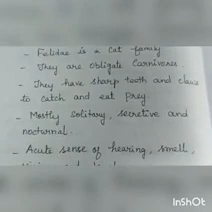 - Felidae is a Cat family
- They are obligate Carnivores.
- They have sharp teeth and claws
to catch and eat prey.
- Mostly Solitary, secretive and
nocturnal.
- Acute sense of hearing, smell,
InShOt